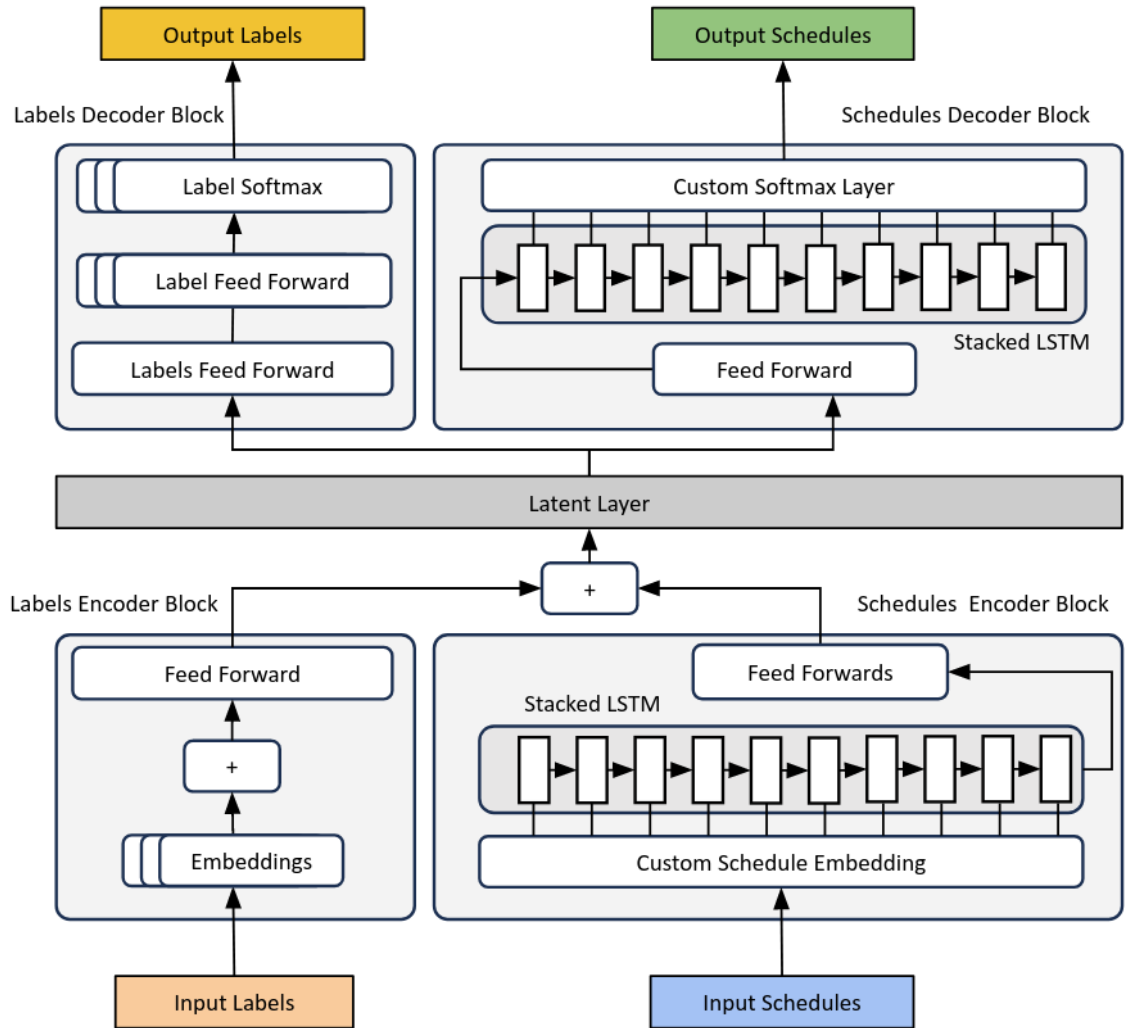 Output Labels
Output Schedules
Labels Decoder Block
Schedules Decoder Block
Label Softmax
Custom Softmax Layer
Label Feed Forward
Stacked LSTM
Labels Feed Forward
Feed Forward
Latent Layer
+
Labels Encoder Block
Schedules Encoder Block
Feed Forward
Feed Forwards
Stacked LSTM
+
Embeddings
Custom Schedule Embedding
Input Labels
Input Schedules